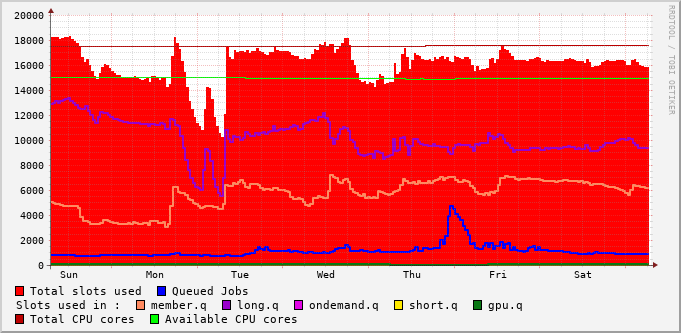 20000
18000
16000
14000
12000
10000
8000
6000
4000
2000
0
Sun Mon Tue Wed Thu Fri Sat
RRDTOOL / TOBI OETIKER
Total slots used Queued Jobs
Slots used in : member.q long.q ondemand.q short.q gpu.q
Total CPU cores Available CPU cores